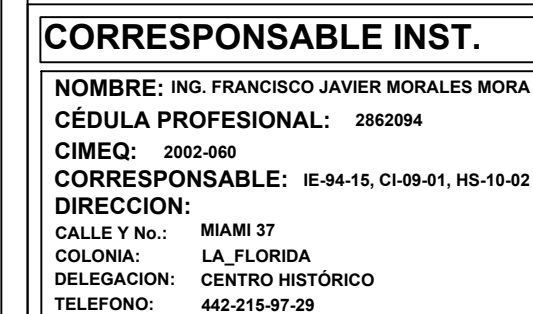 CORRESPONSABLE INST.
NOMBRE: ING. FRANCISCO JAVIER MORALES MORA
CÉDULA PROFESIONAL: 2862094
CIMEQ: 2002-060
CORRESPONSABLE: IE-94-15, CI-09-01, HS-10-02
DIRECCION:
CALLE Y No.: MIAMI 37
COLONIA: LA_FLORIDA
DELEGACION: CENTRO HISTÓRICO
TELEFONO: 442-215-97-29